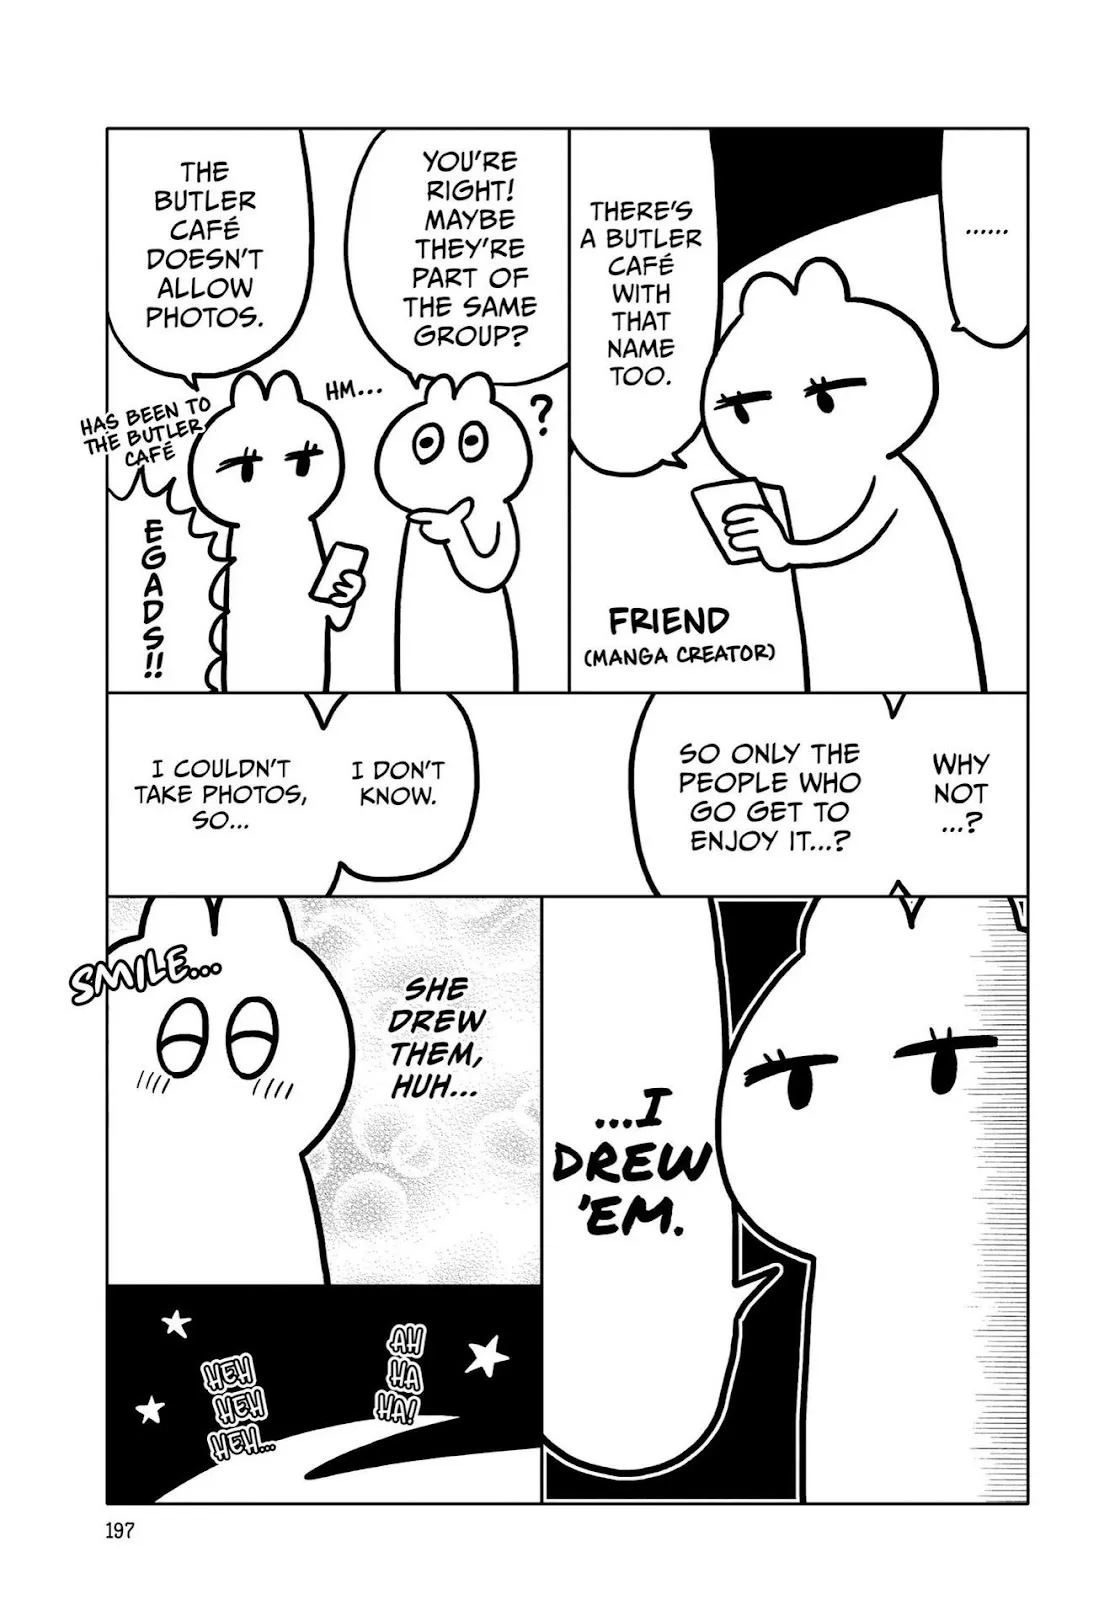 ......
THERE'S
A BUTLER
CAFÉ
WITH
THAT
NAME
TOO.
FRIEND
(MANGA CREATOR)
YOU'RE
RIGHT!
MAYBE
THEY'RE
PART OF
THE SAME
GROUP?
?
HM...
THE
BUTLER
CAFÉ
DOESN'T
ALLOW
PHOTOS.
HAS BEEN TO
THE BUTLER
CAFÉ
EGADS!!
WHY
NOT
...?
SO ONLY THE
PEOPLE WHO
GO GET TO
ENJOY IT...?
I DON'T
KNOW.
I COULDN'T
TAKE PHOTOS,
SO...
...I
DREW
'EM.
SHE
DREW
THEM,
HUH...
SMILE...
AH
HA
HA!
HEH
HEH
HEH...
197